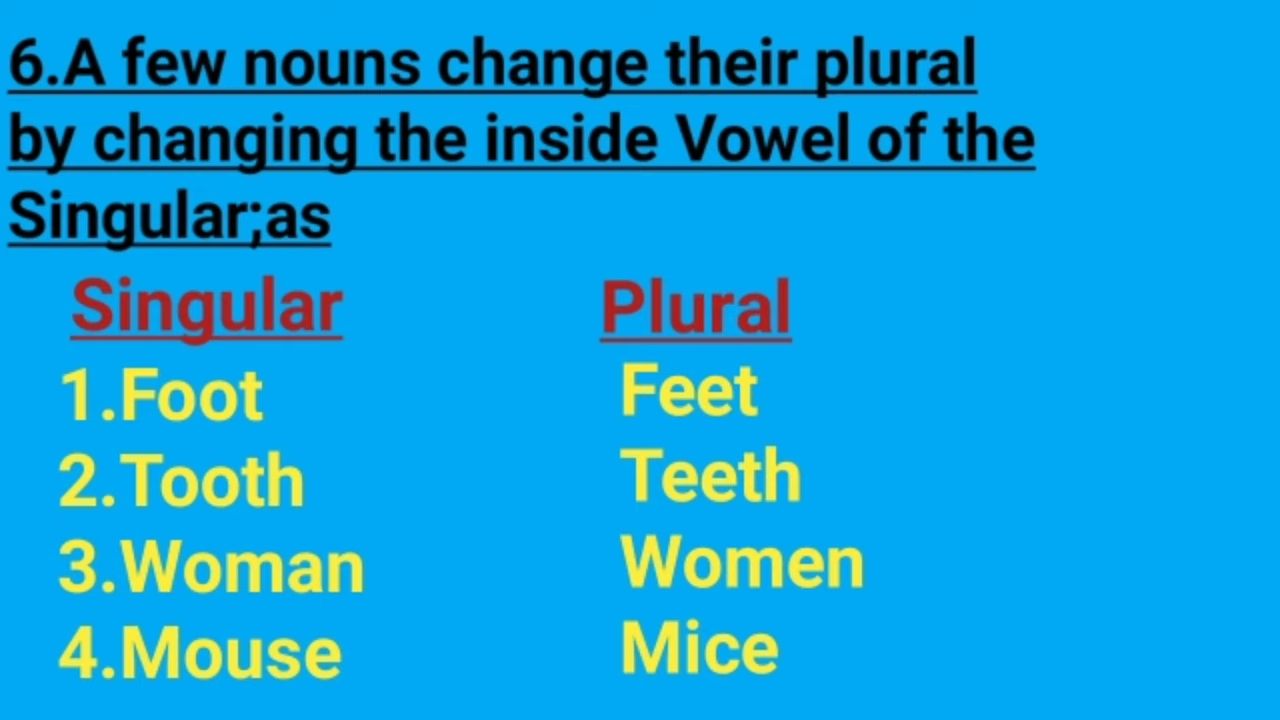 6.A few nouns change their plural
by changing the inside Vowel of the
Singular;as
Singular Plural
1.Foot Feet
2.Tooth Teeth
3.Woman Women
4.Mouse Mice